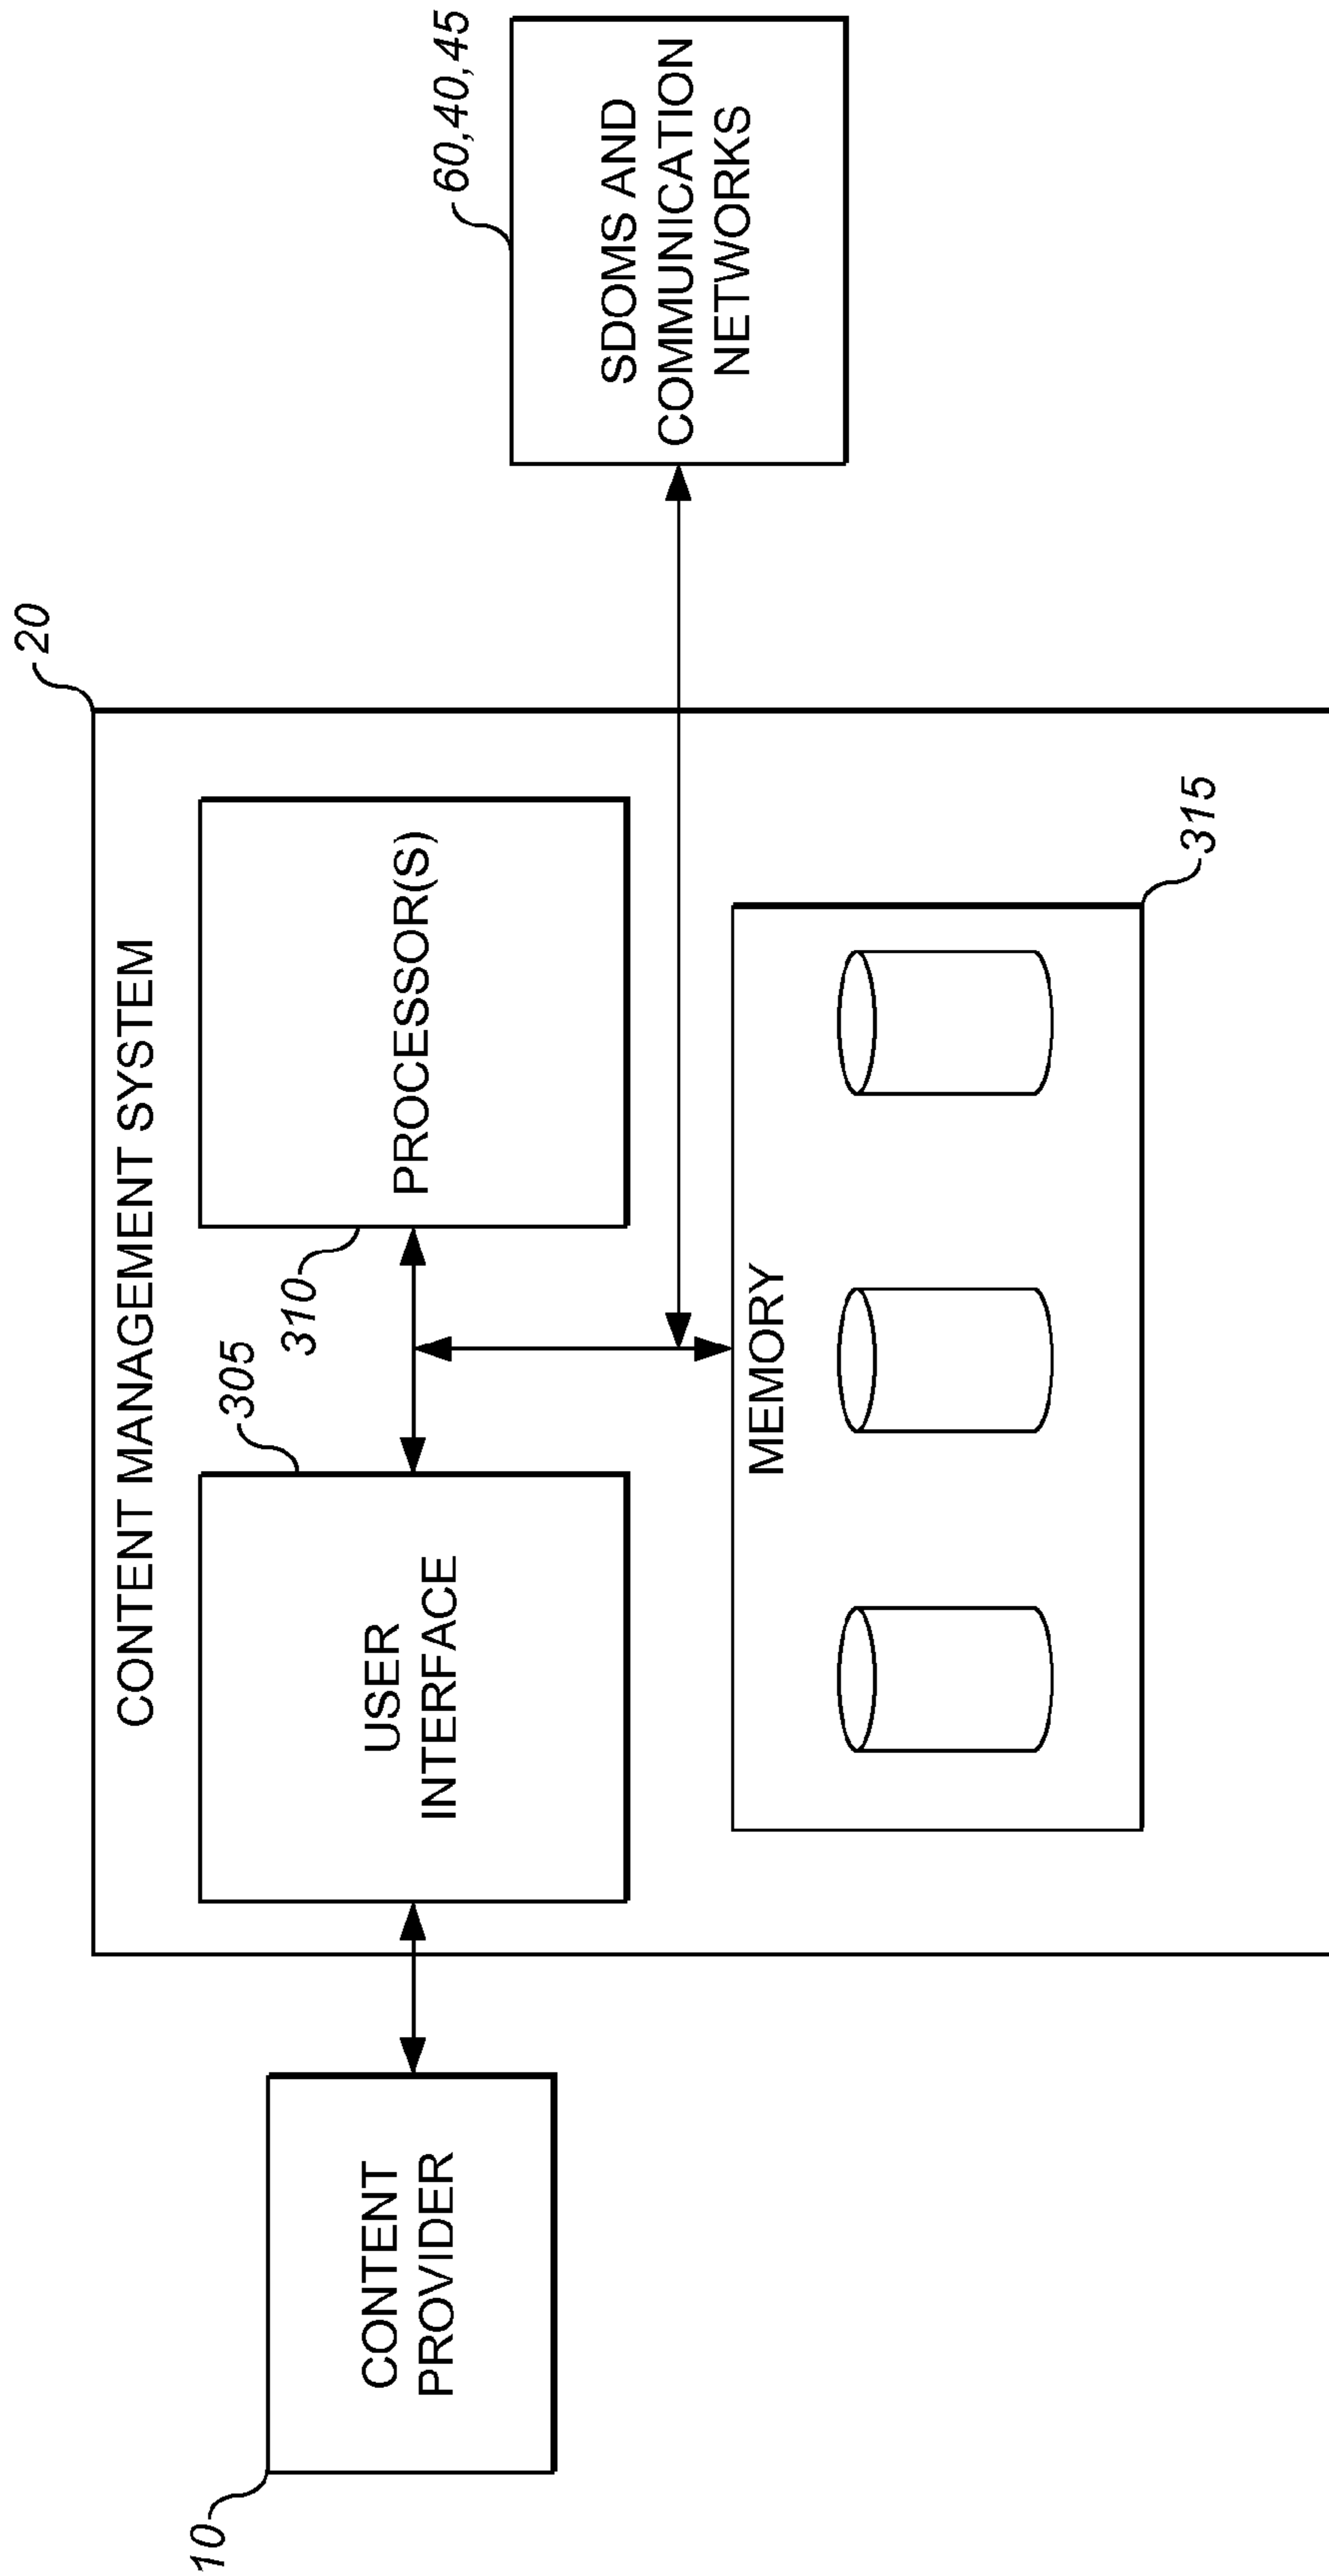 20
CONTENT MANAGEMENT SYSTEM
10
CONTENT
PROVIDER
305
USER
INTERFACE
310
PROCESSOR(S)
60,40,45
SDOMS AND
COMMUNICATION
NETWORKS
MEMORY
315